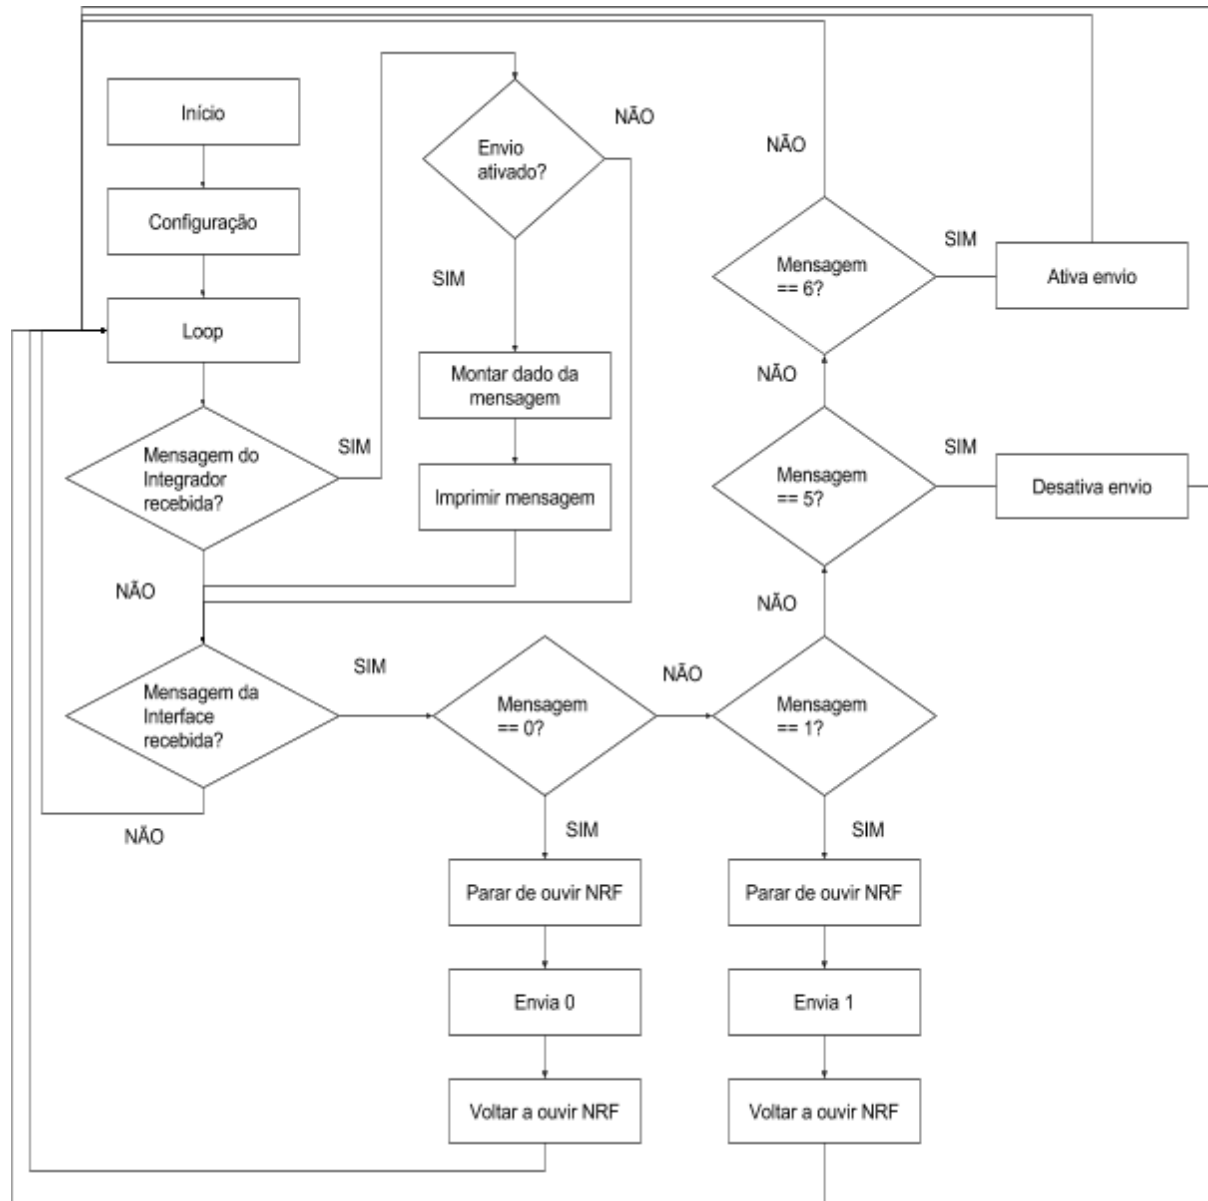 Início
Configuração
Loop
Mensagem do
Integrador
recebida?
SIM
NÃO
Envio
ativado?
NÃO
SIM
Montar dado da
mensagem
Imprimir mensagem
Mensagem da
Interface
recebida?
SIM
NÃO
Mensagem
== 0?
NÃO
SIM
Parar de ouvir NRF
Envia 0
Voltar a ouvir NRF
Mensagem
== 1?
NÃO
SIM
Parar de ouvir NRF
Envia 1
Voltar a ouvir NRF
Mensagem
== 5?
SIM
Desativa envio
NÃO
Mensagem
== 6?
SIM
Ativa envio
NÃO